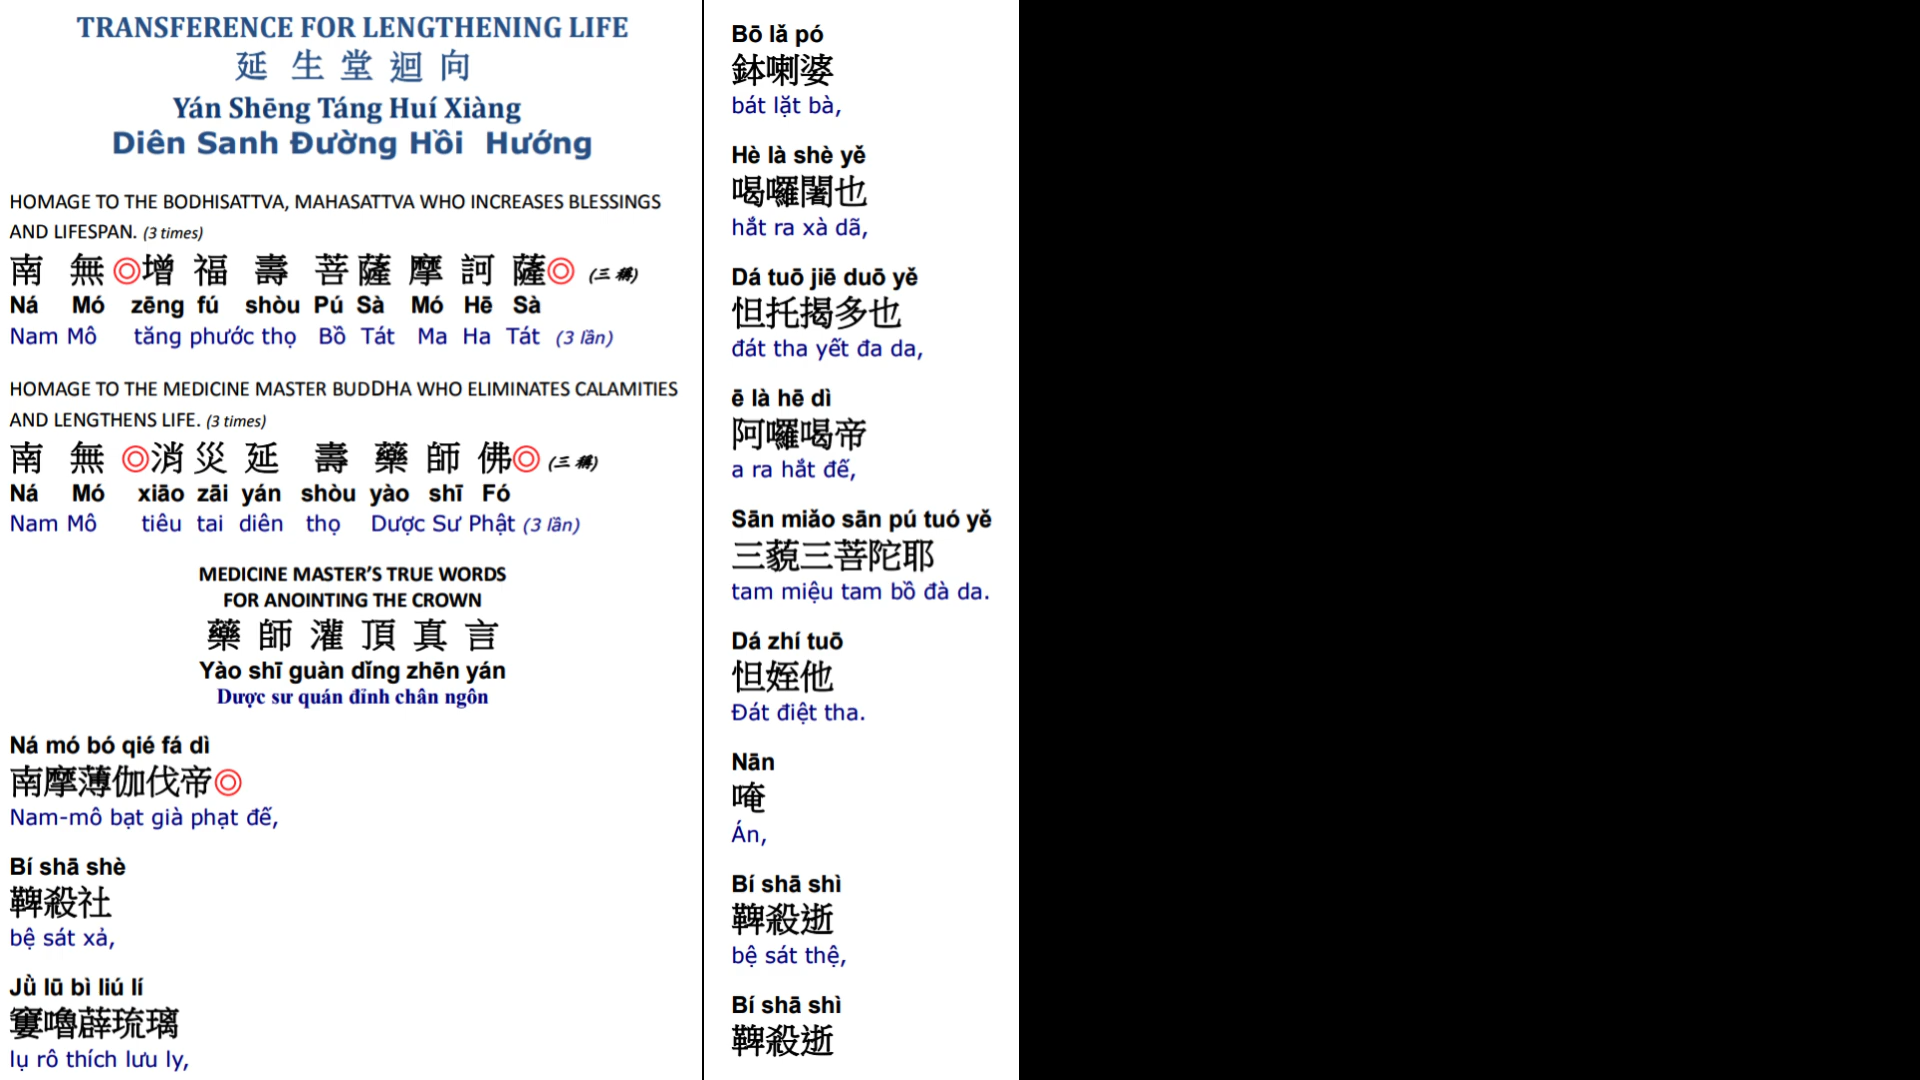 TRANSFERENCE FOR LENGTHENING LIFE
延 生 堂 迴 向
Yán Shēng Táng Huí Xiàng
Diên Sanh Đường Hồi Hướng
HOMAGE TO THE BODHISATTVA, MAHASATTVA WHO INCREASES BLESSINGS
AND LIFESPAN. (3 times)
南 無 ◎增 福 壽 菩 薩 摩 訶 薩◎ (三 稱)
Ná Mó zēng fú shòu Pú Sà Mó Hē Sà
Nam Mô tăng phước thọ Bồ Tát Ma Ha Tát (3 lần)
HOMAGE TO THE MEDICINE MASTER BUDDHA WHO ELIMINATES CALAMITIES
AND LENGTHENS LIFE. (3 times)
南 無 ◎消 災 延 壽 藥 師 佛◎ (三 稱)
Ná Mó xiāo zāi yán shòu yào shī Fó
Nam Mô tiêu tai diên thọ Dược Sư Phật (3 lần)
MEDICINE MASTER’S TRUE WORDS
FOR ANOINTING THE CROWN
藥 師 灌 頂 真 言
Yào shī guàn dǐng zhēn yán
Dược sư quán đỉnh chân ngôn
Ná mó bó qié fá dì
南摩薄伽伐帝◎
Nam-mô bạt già phạt đế,
Bí shā shè
鞞殺社
bệ sát xả,
Jǜ lū bì liú lí
窶嚕薜琉璃
lụ rô thích lưu ly,
Bō lǎ pó
鉢喇婆
bát lặt bà,
Hè là shè yě
喝囉闍也
hắt ra xà dã,
Dá tuō jiē duō yě
怛托揭多也
đát tha yết đa da,
ē là hē dì
阿囉喝帝
a ra hắt đế,
Sān miǎo sān pú tuó yě
三藐三菩陀耶
tam miệu tam bồ đà da.
Dá zhí tuō
怛姪他
Đát điệt tha.
Nān
唵
Án,
Bí shā shì
鞞殺逝
bệ sát thệ,
Bí shā shì
鞞殺逝